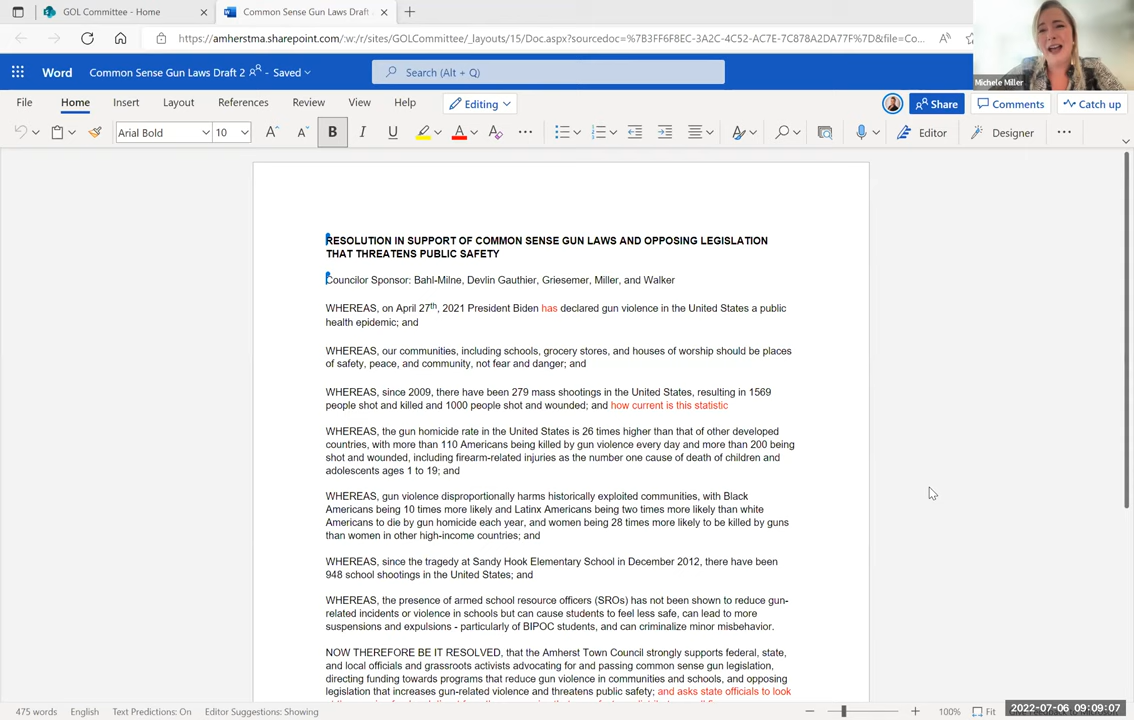 GOL Committee - Home
Common Sense Gun Laws Draft
https://amherstma.sharepoint.com/:w:/r/sites/GOLCommittee/_layouts/15/Doc.aspx?sourcedoc=%7B3FF6F8EC-3A2C-4C52-AC7E-7C878A2DA77F%7D&file=Co...
Michele Miller
Word
Common Sense Gun Laws Draft 2 - Saved
Search (Alt + Q)
File Home Insert Layout References Review View Help Editing Share Comments Catch up
Arial Bold 10 Editor Designer
RESOLUTION IN SUPPORT OF COMMON SENSE GUN LAWS AND OPPOSING LEGISLATION
THAT THREATENS PUBLIC SAFETY
Councilor Sponsor: Bahl-Milne, Devlin Gauthier, Griesemer, Miller, and Walker
WHEREAS, on April 27th, 2021 President Biden has declared gun violence in the United States a public
health epidemic; and
WHEREAS, our communities, including schools, grocery stores, and houses of worship should be places
of safety, peace, and community, not fear and danger; and
WHEREAS, since 2009, there have been 279 mass shootings in the United States, resulting in 1569
people shot and killed and 1000 people shot and wounded; and how current is this statistic
WHEREAS, the gun homicide rate in the United States is 26 times higher than that of other developed
countries, with more than 110 Americans being killed by gun violence every day and more than 200 being
shot and wounded, including firearm-related injuries as the number one cause of death of children and
adolescents ages 1 to 19; and
WHEREAS, gun violence disproportionally harms historically exploited communities, with Black
Americans being 10 times more likely and Latinx Americans being two times more likely than white
Americans to die by gun homicide each year, and women being 28 times more likely to be killed by guns
than women in other high-income countries; and
WHEREAS, since the tragedy at Sandy Hook Elementary School in December 2012, there have been
948 school shootings in the United States; and
WHEREAS, the presence of armed school resource officers (SROs) has not been shown to reduce gun-
related incidents or violence in schools but can cause students to feel less safe, can lead to more
suspensions and expulsions - particularly of BIPOC students, and can criminalize minor misbehavior.
NOW THEREFORE BE IT RESOLVED, that the Amherst Town Council strongly supports federal, state,
and local officials and grassroots activists advocating for and passing common sense gun legislation,
directing funding towards programs that reduce gun violence in communities and schools, and opposing
legislation that increases gun-related violence and threatens public safety; and asks state officials to look
475 words English Text Predictions: On Editor Suggestions: Showing 100% Fit
2022-07-06 09:09:07